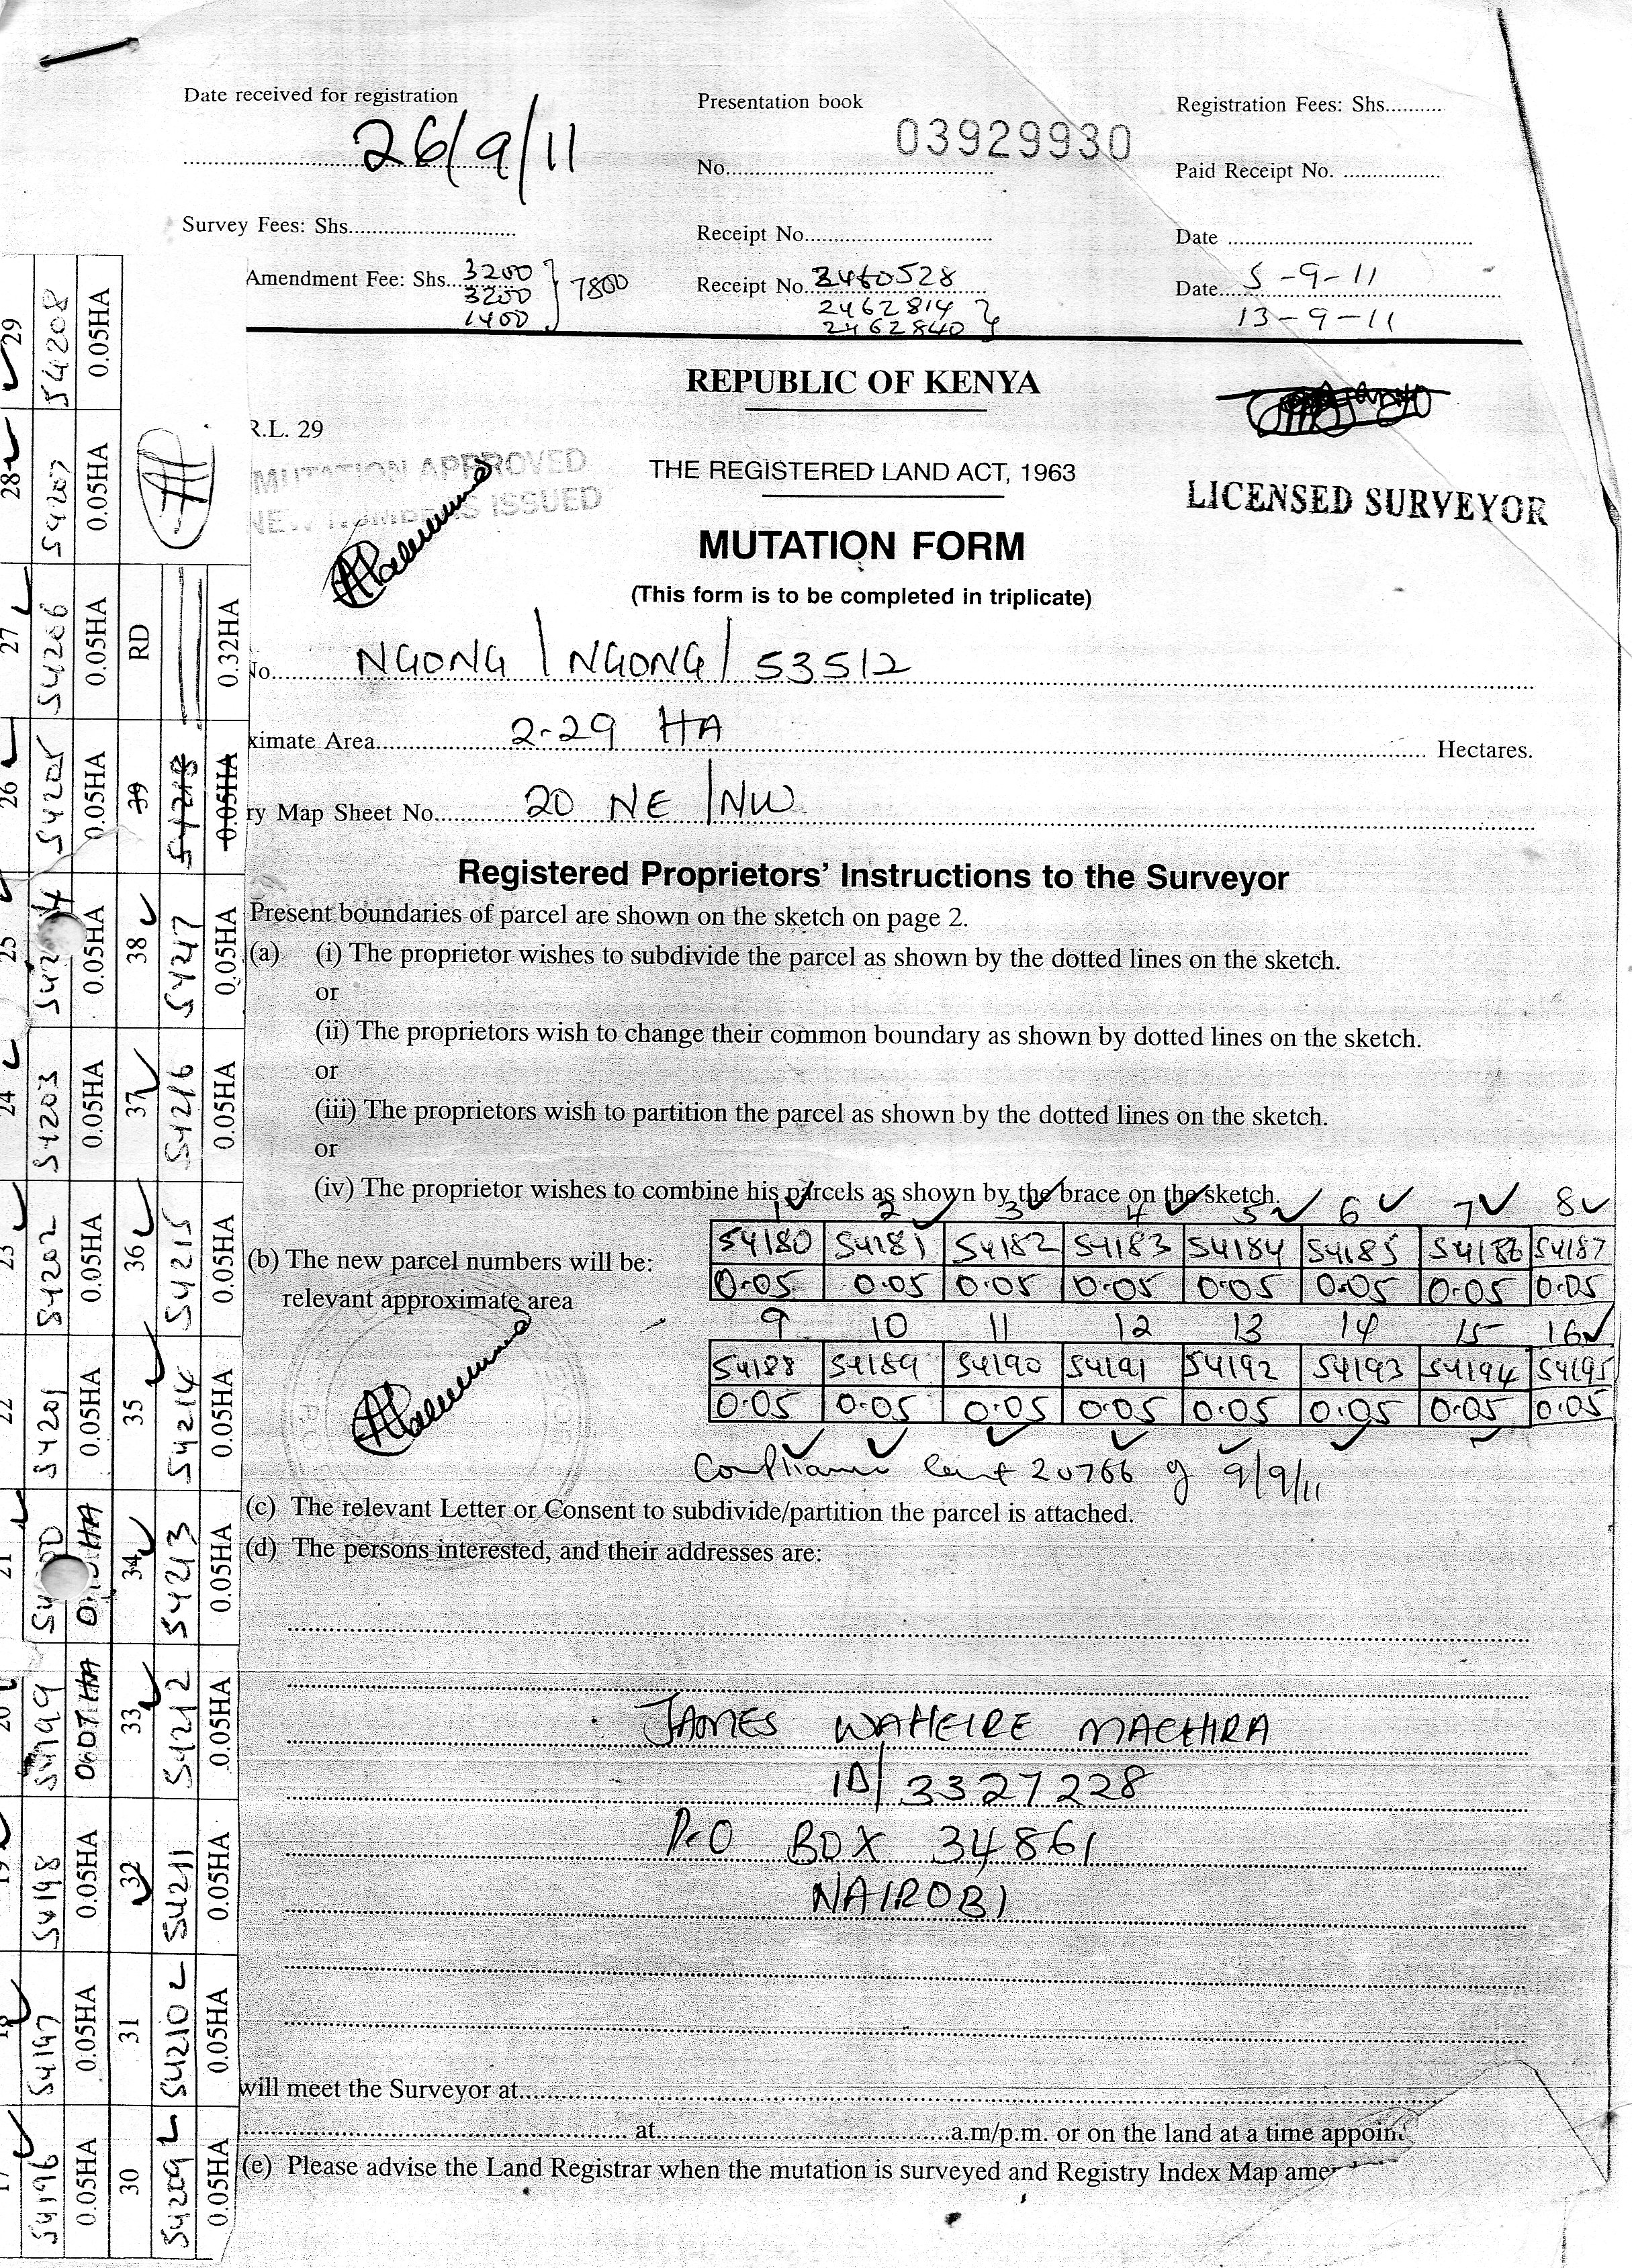 Date received for registration
26/9/11
Presentation book
No. 03929930
Registration Fees: Shs.
Paid Receipt No.
Survey Fees: Shs.
Receipt No.
Date
Amendment Fee: Shs. 3200
3200
1400
} 7800
Receipt No. 2460528
2462814
2462840
Date 5-9-11
13-9-11
REPUBLIC OF KENYA
R.L. 29
MUTATION APPROVED
NEW NUMBERS ISSUED
THE REGISTERED LAND ACT, 1963
LICENSED SURVEYOR
MUTATION FORM
(This form is to be completed in triplicate)
No. NGONG / NGONG / 53512
ximate Area 2-29 HA Hectares.
ry Map Sheet No. 20 NE / NW
Registered Proprietors' Instructions to the Surveyor
Present boundaries of parcel are shown on the sketch on page 2.
(a) (i) The proprietor wishes to subdivide the parcel as shown by the dotted lines on the sketch.
or
(ii) The proprietors wish to change their common boundary as shown by dotted lines on the sketch.
or
(iii) The proprietors wish to partition the parcel as shown by the dotted lines on the sketch.
or
(iv) The proprietor wishes to combine his parcels as shown by the brace on the sketch.
1 2 3 4 5 6 7 8
(b) The new parcel numbers will be:
54180 54181 54182 54183 54184 54185 54186 54187
relevant approximate area
0.05 0.05 0.05 0.05 0.05 0.05 0.05 0.05
9 10 11 12 13 14 15 16
54188 54189 54190 54191 54192 54193 54194 54195
0.05 0.05 0.05 0.05 0.05 0.05 0.05 0.05
Compliance cert 20766 of 9/9/11
(c) The relevant Letter or Consent to subdivide/partition the parcel is attached.
(d) The persons interested, and their addresses are:
JAMES WAHEIRE MACHIRA
ID/ 3327228
P.O BOX 34861
NAIROBI
will meet the Surveyor at
at a.m/p.m. or on the land at a time appoin
(e) Please advise the Land Registrar when the mutation is surveyed and Registry Index Map ame
17 18 19 20 21 22 23 24 25 26 27 28 29
54196 54197 54198 54199 54200 54201 54202 54203 54204 54205 54206 54207 54208
0.05HA 0.05HA 0.05HA 0.07HA 0.05HA 0.05HA 0.05HA 0.05HA 0.05HA 0.05HA 0.05HA 0.05HA
30 31 32 33 34 35 36 37 38 39 RD
54209 54210 54211 54212 54213 54214 54215 54216 54217 54218
0.05HA 0.05HA 0.05HA 0.05HA 0.05HA 0.05HA 0.05HA 0.05HA 0.05HA 0.05HA 0.32HA